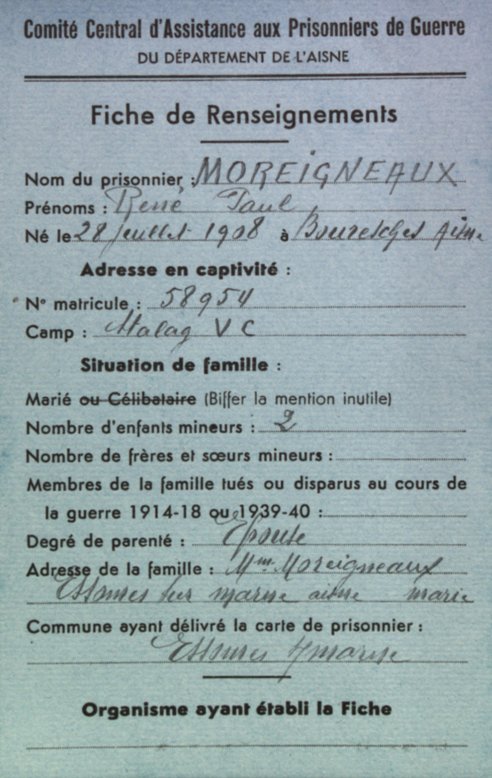 Comité Central d'Assistance aux Prisonniers de Guerre
DU DÉPARTEMENT DE L'AISNE
Fiche de Renseignements
Nom du prisonnier : MOREIGNEAUX
Prénoms : René Paul
Né le 28 juillet 1908 à Bouresches Aisne
Adresse en captivité :
N° matricule : 58954
Camp : Stalag V C
Situation de famille :
Marié ou Célibataire (Biffer la mention inutile)
Nombre d'enfants mineurs : 2
Nombre de frères et sœurs mineurs :
Membres de la famille tués ou disparus au cours de
la guerre 1914-18 ou 1939-40 :
Degré de parenté : Epouse
Adresse de la famille : Mme Moreigneaux
Essomes sur marne aisne marie
Commune ayant délivré la carte de prisonnier :
Essomes s/marne
Organisme ayant établi la Fiche